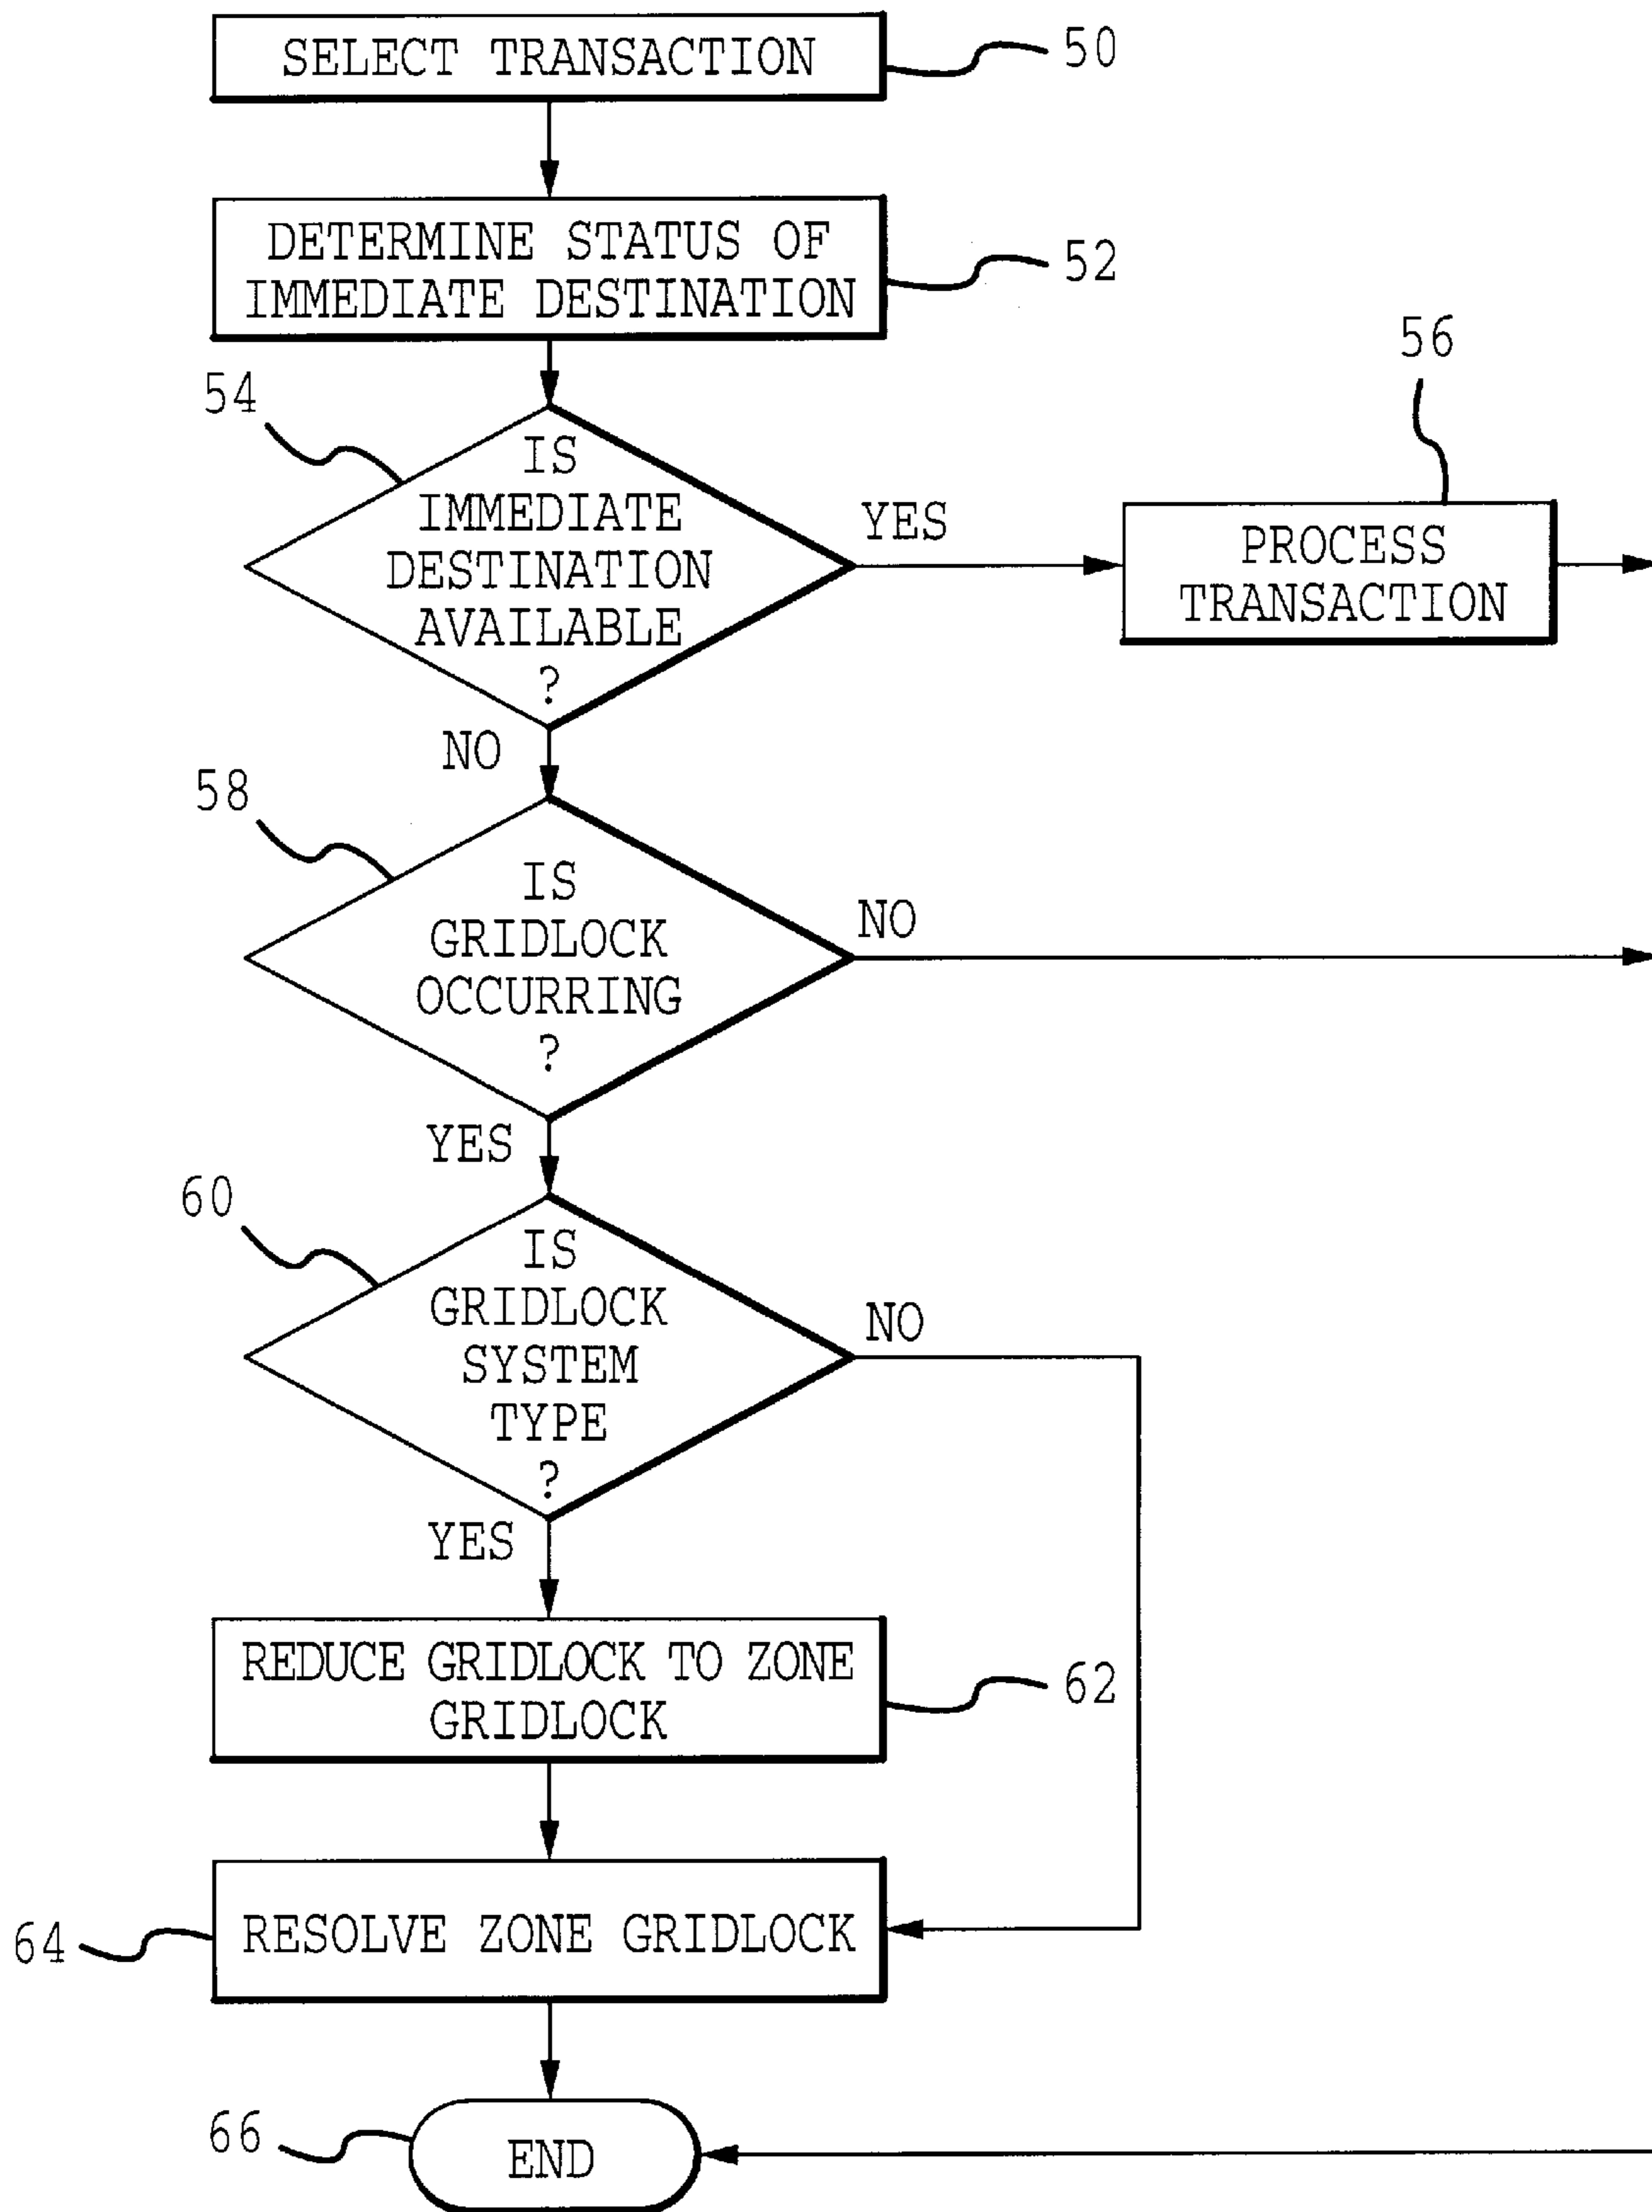 SELECT TRANSACTION
50
DETERMINE STATUS OF
IMMEDIATE DESTINATION
52
54
IS
IMMEDIATE
DESTINATION
AVAILABLE
?
YES
56
PROCESS
TRANSACTION
NO
58
IS
GRIDLOCK
OCCURRING
?
NO
YES
60
IS
GRIDLOCK
SYSTEM
TYPE
?
NO
YES
REDUCE GRIDLOCK TO ZONE
GRIDLOCK
62
64
RESOLVE ZONE GRIDLOCK
66
END